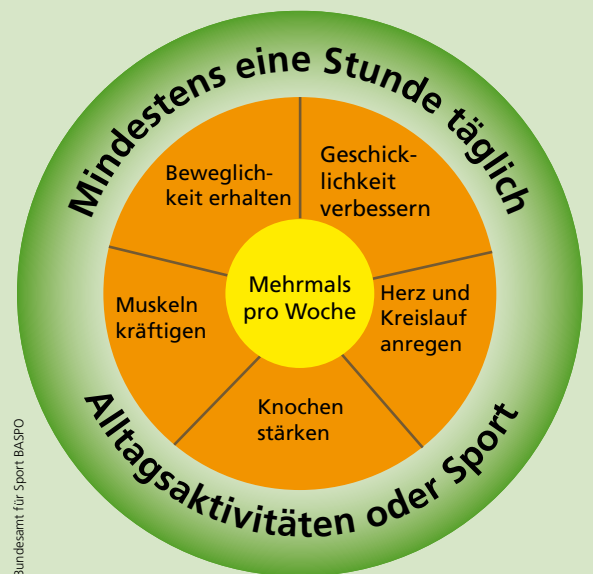 Mindestens eine Stunde täglich
Geschick-
lichkeit
verbessern
Beweglich-
keit erhalten
Mehrmals
pro Woche
Herz und
Kreislauf
anregen
Muskeln
kräftigen
Knochen
stärken
Alltagsaktivitäten oder Sport
Bundesamt für Sport BASPO